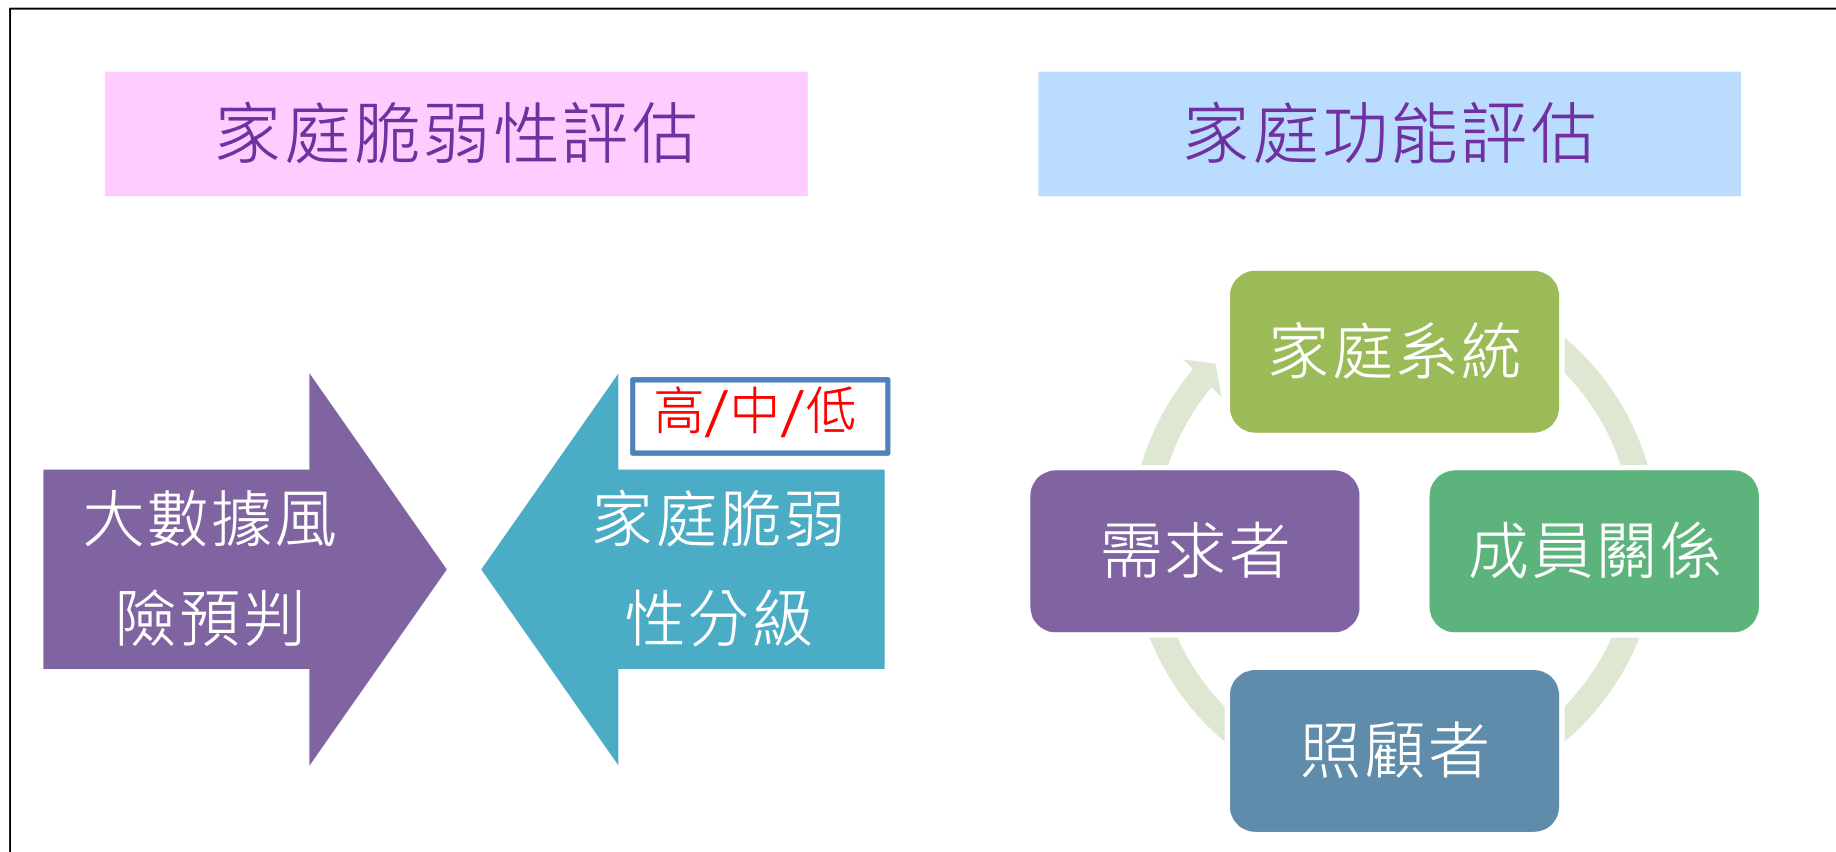 家庭脆弱性評估
家庭功能評估
大數據風
險預判
高/中/低
家庭脆弱
性分級
家庭系統
需求者
成員關係
照顧者